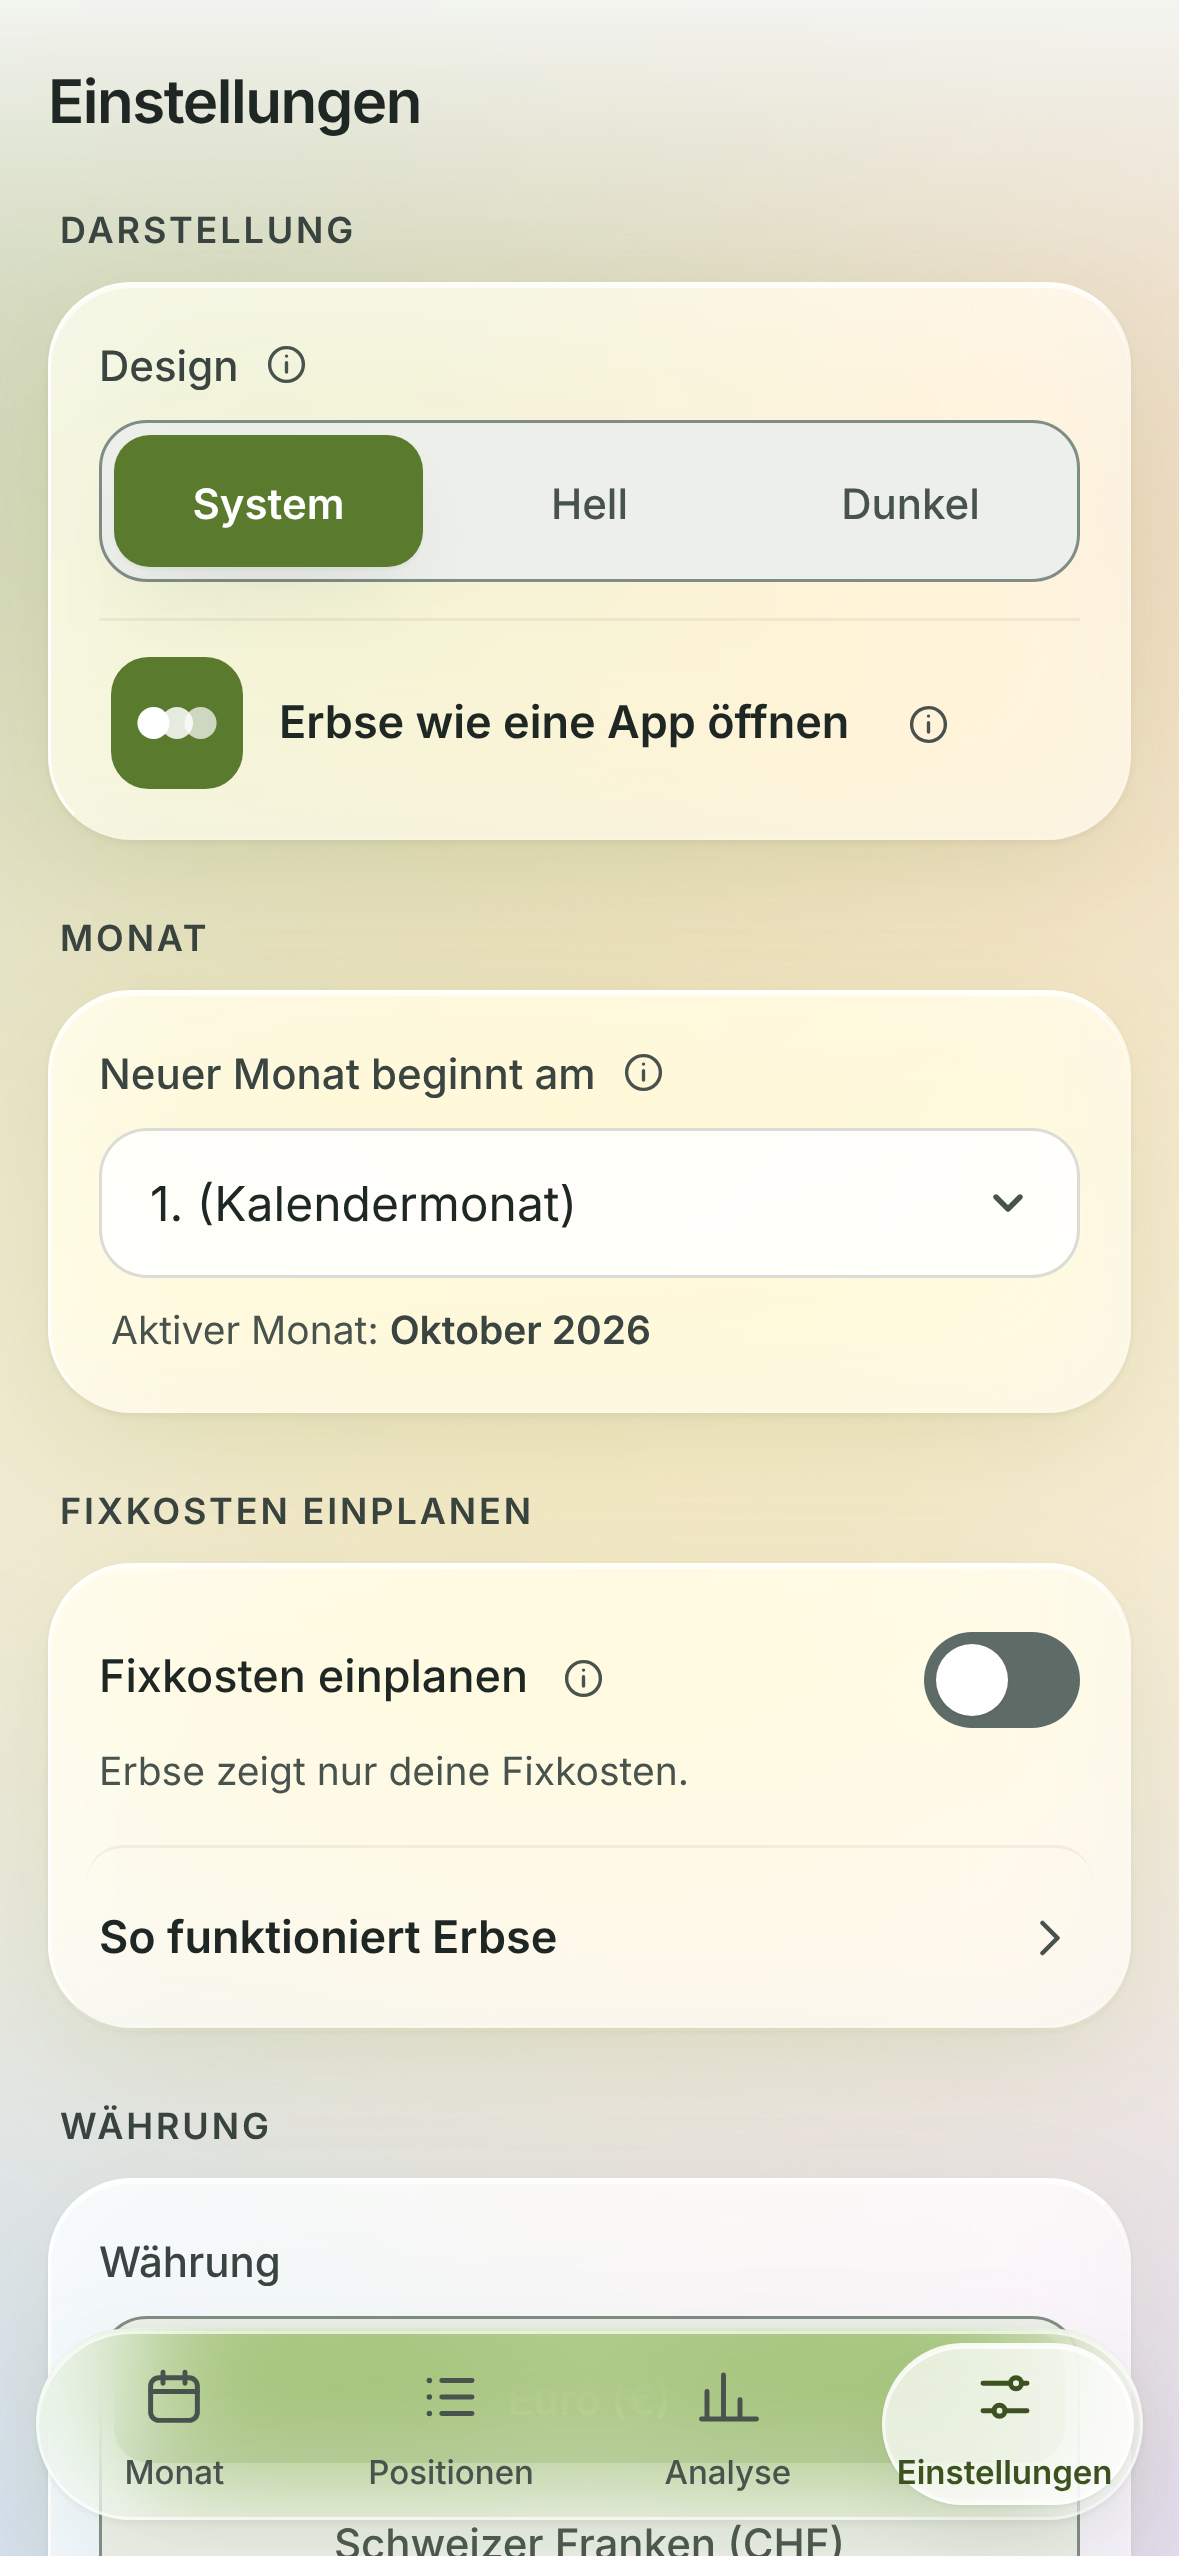 Einstellungen
DARSTELLUNG
Design
System
Hell
Dunkel
Erbse wie eine App öffnen
MONAT
Neuer Monat beginnt am
1. (Kalendermonat)
Aktiver Monat: Oktober 2026
FIXKOSTEN EINPLANEN
Fixkosten einplanen
Erbse zeigt nur deine Fixkosten.
So funktioniert Erbse
WÄHRUNG
Währung
Euro (€)
Monat
Positionen
Analyse
Einstellungen
Schweizer Franken (CHF)